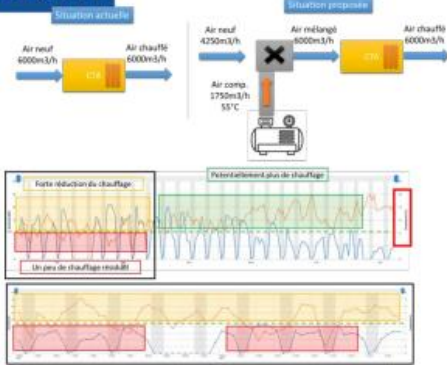 Situation actuelle
Situation proposée
Air neuf
6000m3/h
Air chauffé
6000m3/h
CTA
Air neuf
4250m3/h
Air mélangé
6000m3/h
Air chauffé
6000m3/h
CTA
Air comp.
1750m3/h
55°C
Forte réduction du chauffage
Potentiellement plus de chauffage
Un peu de chauffage résiduel